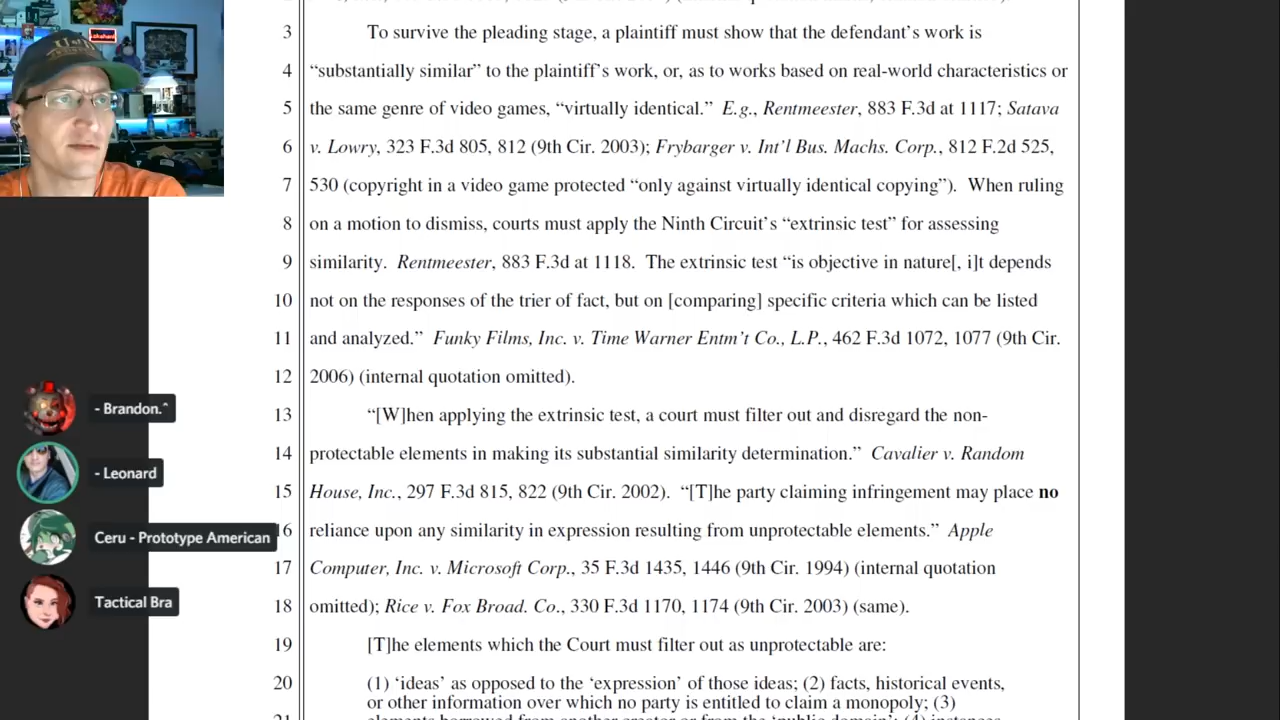 3 To survive the pleading stage, a plaintiff must show that the defendant's work is
4 “substantially similar” to the plaintiff's work, or, as to works based on real-world characteristics or
5 the same genre of video games, “virtually identical.” E.g., Rentmeester, 883 F.3d at 1117; Satava
6 v. Lowry, 323 F.3d 805, 812 (9th Cir. 2003); Frybarger v. Int'l Bus. Machs. Corp., 812 F.2d 525,
7 530 (copyright in a video game protected “only against virtually identical copying”). When ruling
8 on a motion to dismiss, courts must apply the Ninth Circuit's “extrinsic test” for assessing
9 similarity. Rentmeester, 883 F.3d at 1118. The extrinsic test “is objective in nature[, i]t depends
10 not on the responses of the trier of fact, but on [comparing] specific criteria which can be listed
11 and analyzed.” Funky Films, Inc. v. Time Warner Entm't Co., L.P., 462 F.3d 1072, 1077 (9th Cir.
12 2006) (internal quotation omitted).
13 “[W]hen applying the extrinsic test, a court must filter out and disregard the non-
14 protectable elements in making its substantial similarity determination.” Cavalier v. Random
15 House, Inc., 297 F.3d 815, 822 (9th Cir. 2002). “[T]he party claiming infringement may place no
16 reliance upon any similarity in expression resulting from unprotectable elements.” Apple
17 Computer, Inc. v. Microsoft Corp., 35 F.3d 1435, 1446 (9th Cir. 1994) (internal quotation
18 omitted); Rice v. Fox Broad. Co., 330 F.3d 1170, 1174 (9th Cir. 2003) (same).
19 [T]he elements which the Court must filter out as unprotectable are:
20 (1) ‘ideas’ as opposed to the ‘expression’ of those ideas; (2) facts, historical events,
or other information over which no party is entitled to claim a monopoly; (3)
- Brandon.^
- Leonard
Ceru - Prototype American
Tactical Bra